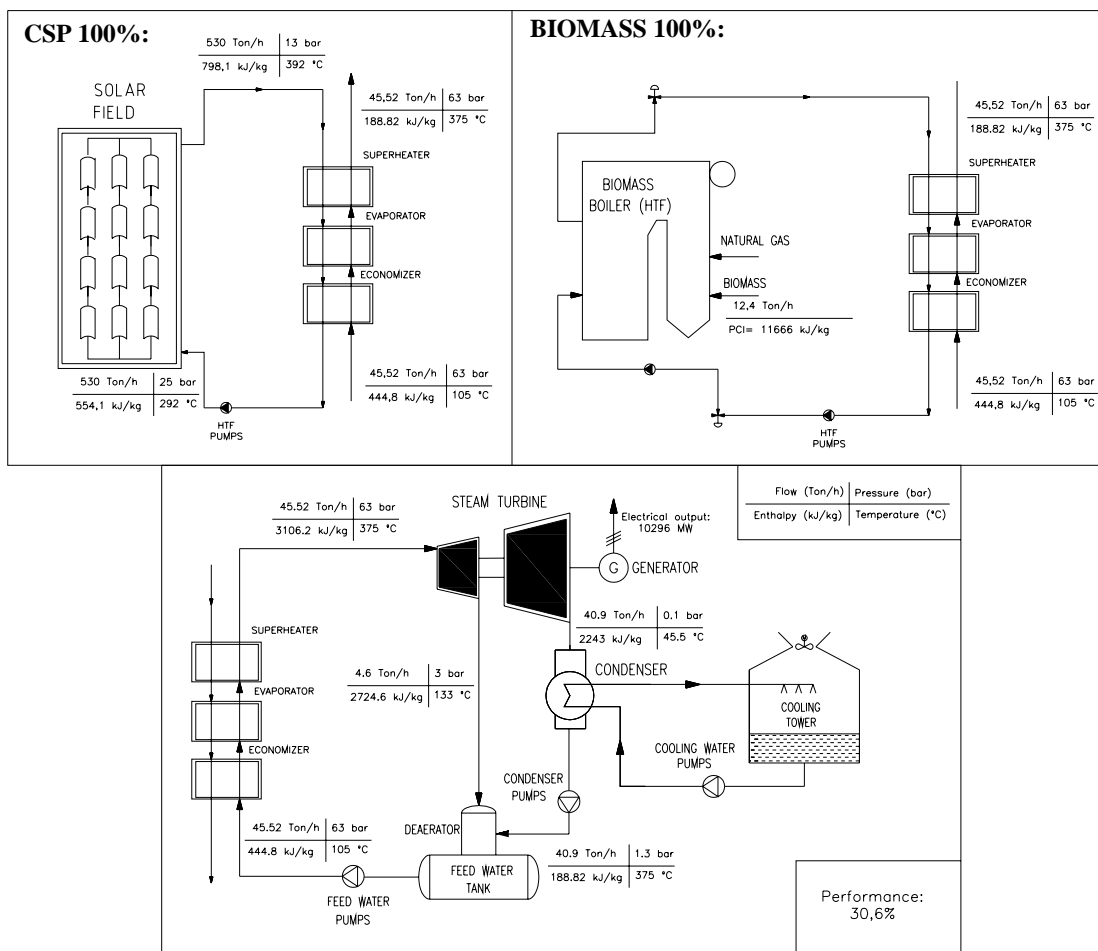 CSP 100%:
530 Ton/h 13 bar
798,1 kJ/kg 392 °C
SOLAR
FIELD
45,52 Ton/h 63 bar
188.82 kJ/kg 375 °C
SUPERHEATER
EVAPORATOR
ECONOMIZER
530 Ton/h 25 bar
554,1 kJ/kg 292 °C
HTF
PUMPS
45,52 Ton/h 63 bar
444,8 kJ/kg 105 °C
BIOMASS 100%:
45,52 Ton/h 63 bar
188.82 kJ/kg 375 °C
SUPERHEATER
BIOMASS
BOILER (HTF)
EVAPORATOR
NATURAL GAS
ECONOMIZER
BIOMASS
12,4 Ton/h
PCI= 11666 kJ/kg
45,52 Ton/h 63 bar
444,8 kJ/kg 105 °C
HTF
PUMPS
Flow (Ton/h) Pressure (bar)
Enthalpy (kJ/kg) Temperature (°C)
STEAM TURBINE
45.52 Ton/h 63 bar
3106.2 kJ/kg 375 °C
Electrical output:
10296 MW
G GENERATOR
40.9 Ton/h 0.1 bar
2243 kJ/kg 45.5 °C
SUPERHEATER
CONDENSER
4.6 Ton/h 3 bar
2724.6 kJ/kg 133 °C
EVAPORATOR
COOLING
TOWER
ECONOMIZER
COOLING WATER
PUMPS
CONDENSER
PUMPS
DEAERATOR
45.52 Ton/h 63 bar
444.8 kJ/kg 105 °C
40.9 Ton/h 1.3 bar
188.82 kJ/kg 375 °C
FEED WATER
TANK
FEED WATER
PUMPS
Performance:
30,6%